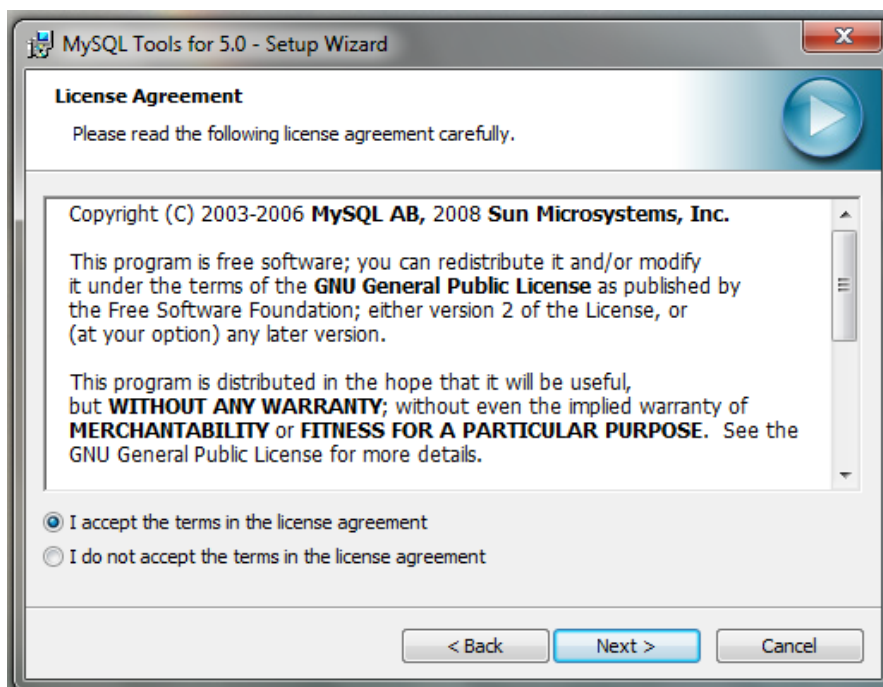 MySQL Tools for 5.0 - Setup Wizard
License Agreement
Please read the following license agreement carefully.
Copyright (C) 2003-2006 MySQL AB, 2008 Sun Microsystems, Inc.
This program is free software; you can redistribute it and/or modify
it under the terms of the GNU General Public License as published by
the Free Software Foundation; either version 2 of the License, or
(at your option) any later version.
This program is distributed in the hope that it will be useful,
but WITHOUT ANY WARRANTY; without even the implied warranty of
MERCHANTABILITY or FITNESS FOR A PARTICULAR PURPOSE.  See the
GNU General Public License for more details.
I accept the terms in the license agreement
I do not accept the terms in the license agreement
< Back Next > Cancel